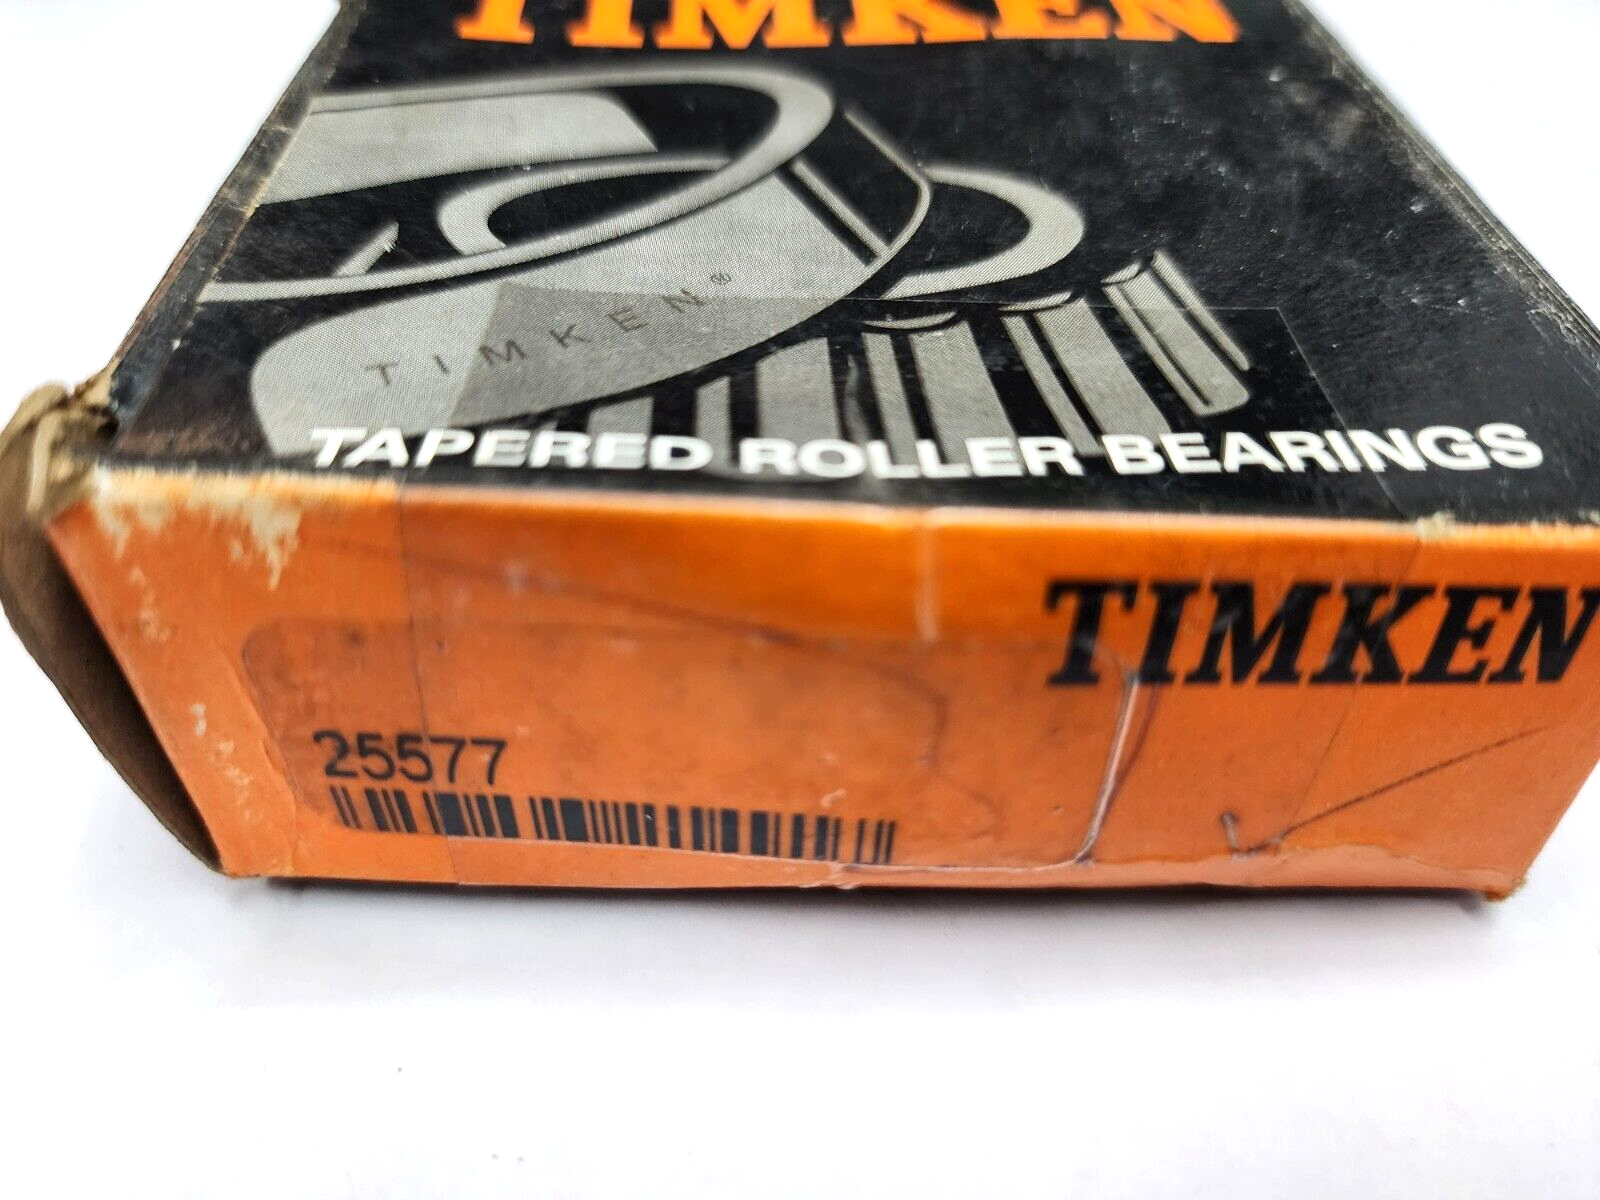 TIMKEN
TIMKEN®
TAPERED ROLLER BEARINGS
TIMKEN
25577